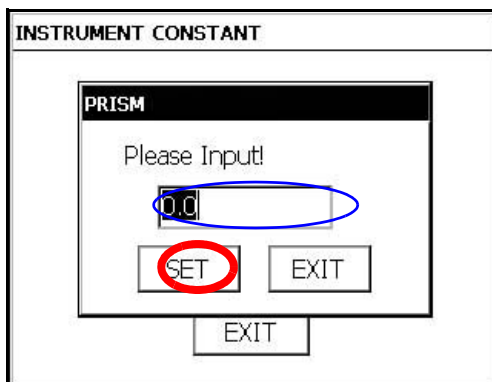 INSTRUMENT CONSTANT
PRISM
Please Input!
0.0
SET EXIT
EXIT